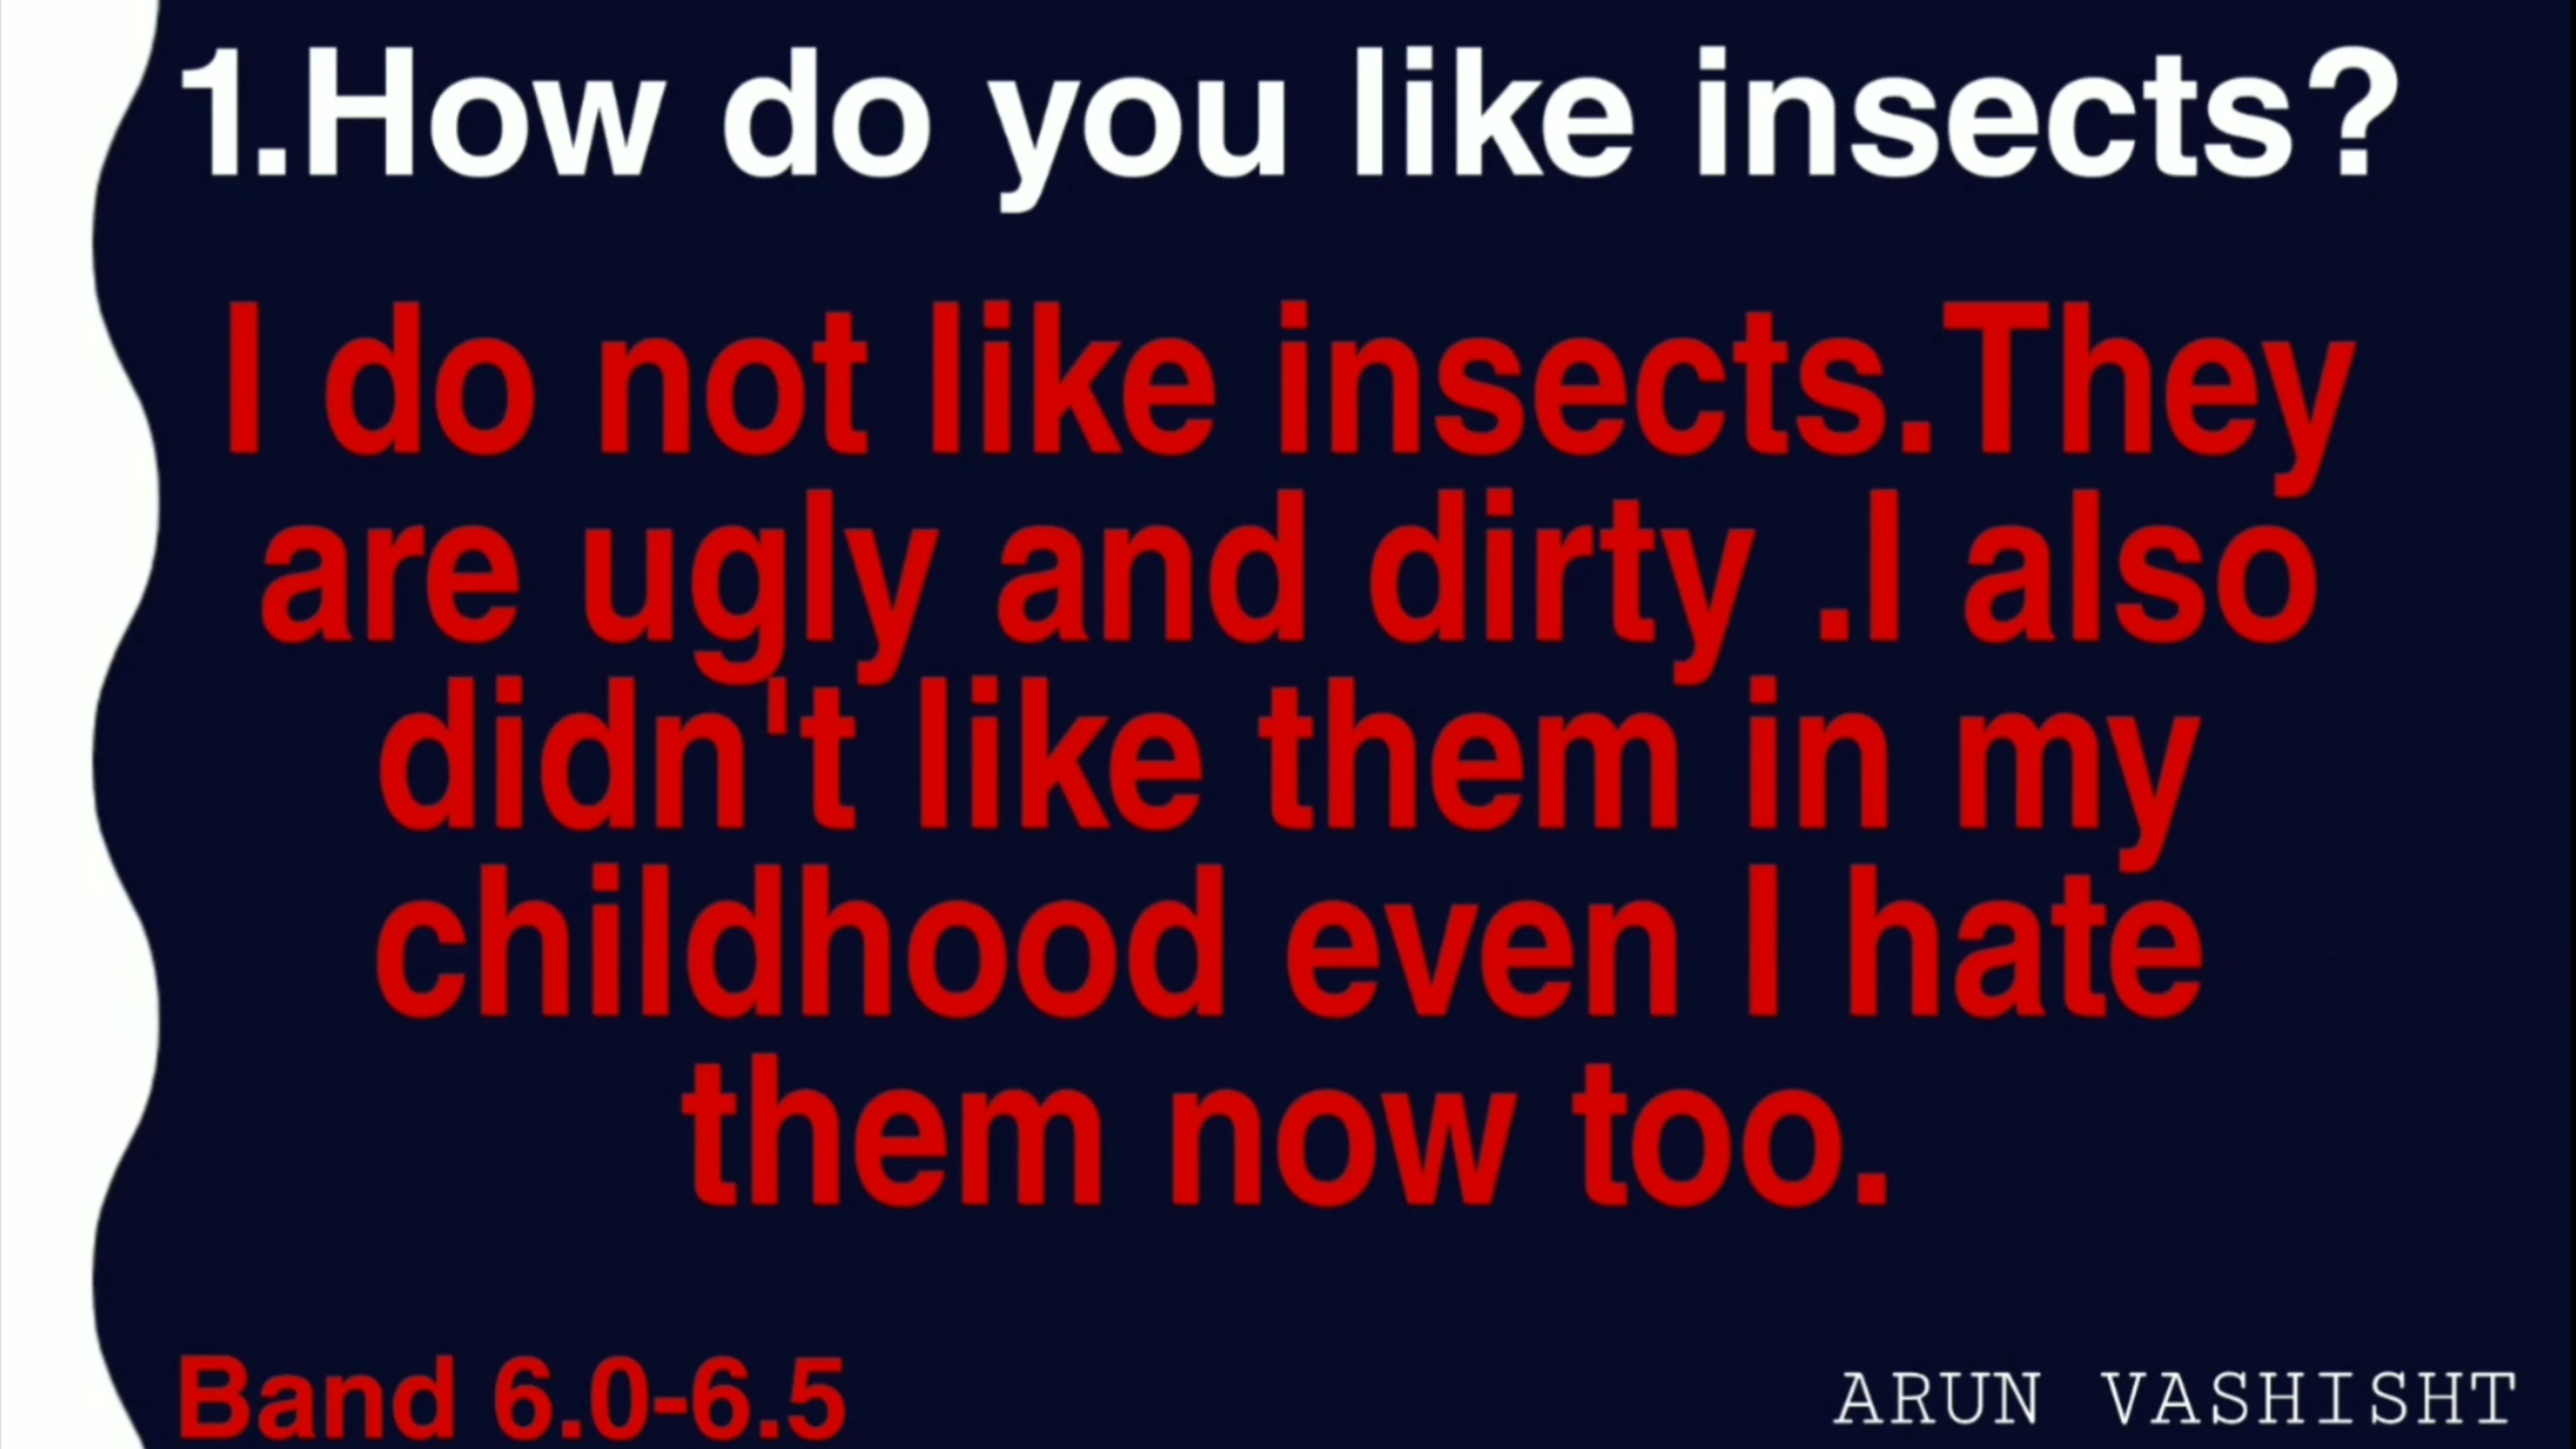 1.How do you like insects?
I do not like insects.They
are ugly and dirty .I also
didn't like them in my
childhood even I hate
them now too.
Band 6.0-6.5
ARUN VASHISHT